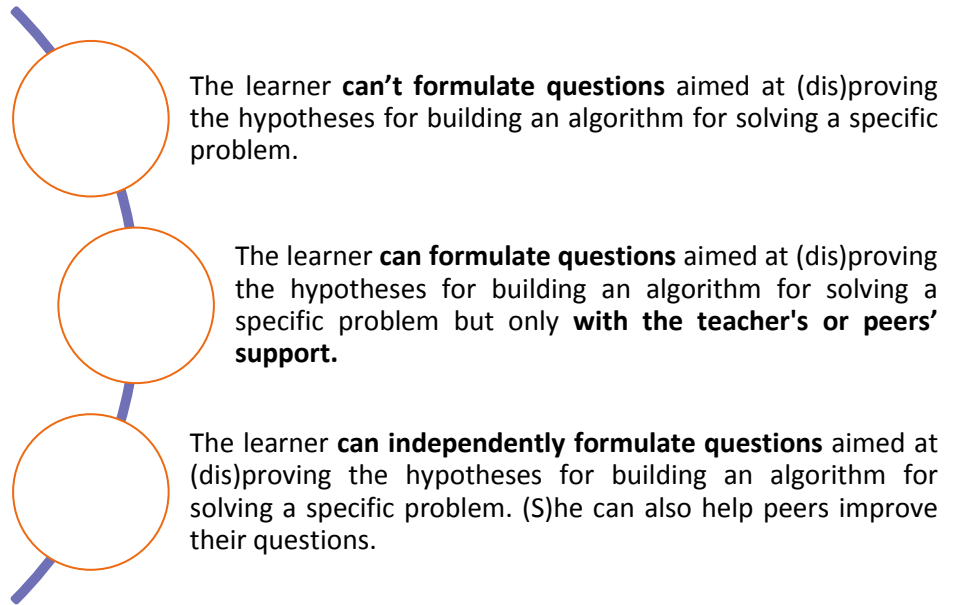 The learner can’t formulate questions aimed at (dis)proving
the hypotheses for building an algorithm for solving a specific
problem.
The learner can formulate questions aimed at (dis)proving
the hypotheses for building an algorithm for solving a
specific problem but only with the teacher's or peers’
support.
The learner can independently formulate questions aimed at
(dis)proving the hypotheses for building an algorithm for
solving a specific problem. (S)he can also help peers improve
their questions.